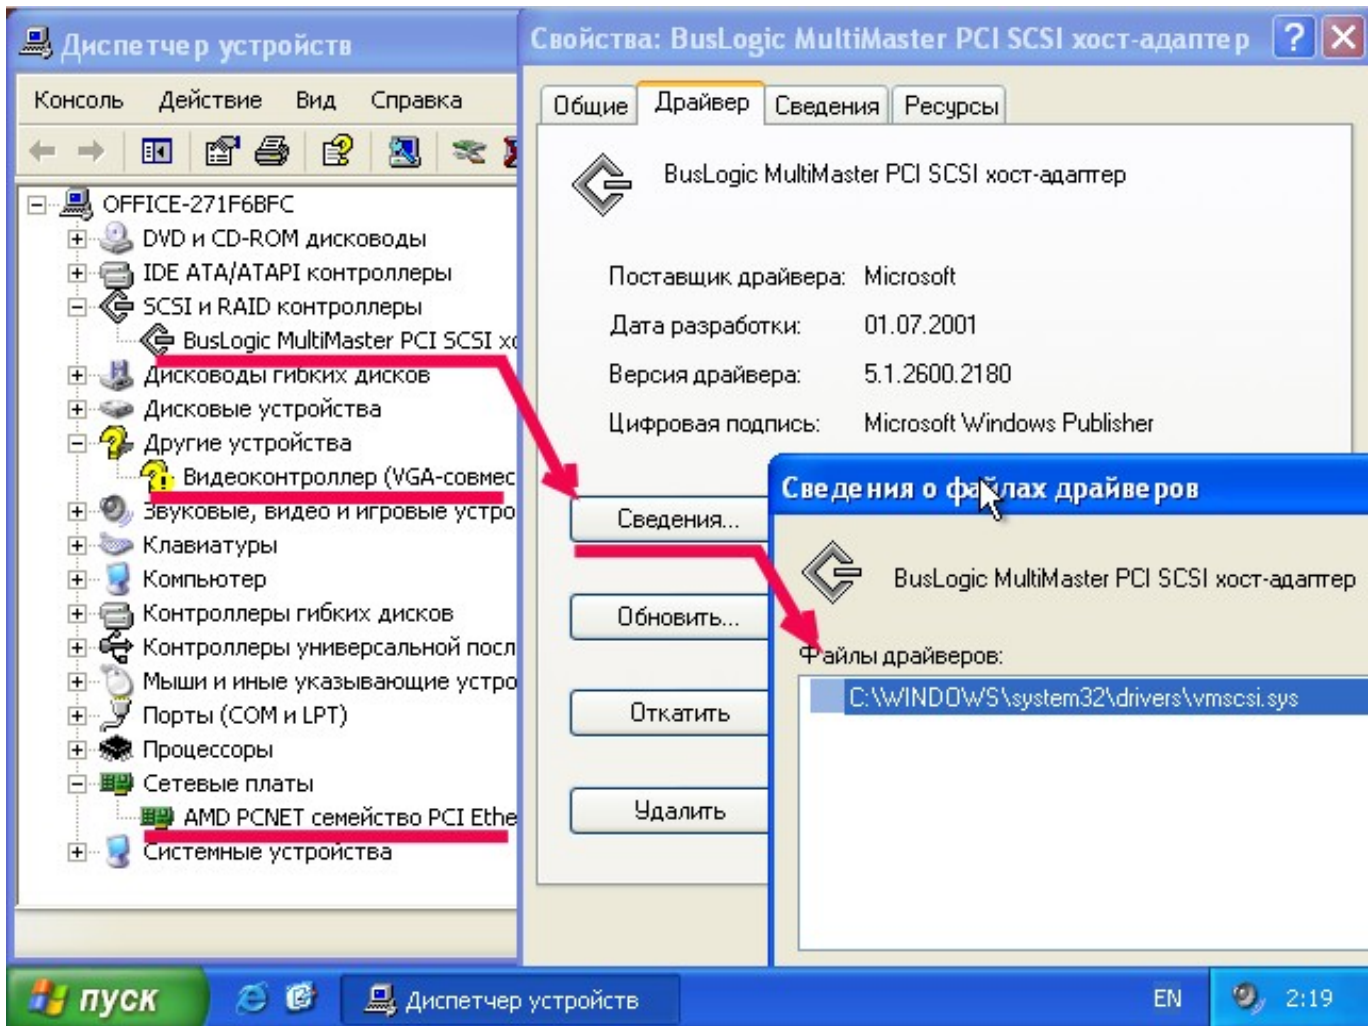 Диспетчер устройств
Консоль Действие Вид Справка
OFFICE-271F6BFC
DVD и CD-ROM дисководы
IDE ATA/ATAPI контроллеры
SCSI и RAID контроллеры
BusLogic MultiMaster PCI SCSI хо
Дисководы гибких дисков
Дисковые устройства
Другие устройства
Видеоконтроллер (VGA-совмес
Звуковые, видео и игровые устро
Клавиатуры
Компьютер
Контроллеры гибких дисков
Контроллеры универсальной посл
Мыши и иные указывающие устро
Порты (COM и LPT)
Процессоры
Сетевые платы
AMD PCNET семейство PCI Ethe
Системные устройства
Свойства: BusLogic MultiMaster PCI SCSI хост-адаптер
Общие Драйвер Сведения Ресурсы
BusLogic MultiMaster PCI SCSI хост-адаптер
Поставщик драйвера: Microsoft
Дата разработки: 01.07.2001
Версия драйвера: 5.1.2600.2180
Цифровая подпись: Microsoft Windows Publisher
Сведения...
Обновить...
Откатить
Удалить
Сведения о файлах драйверов
BusLogic MultiMaster PCI SCSI хост-адаптер
Файлы драйверов:
C:\WINDOWS\system32\drivers\vmscsi.sys
пуск
Диспетчер устройств
EN
2:19